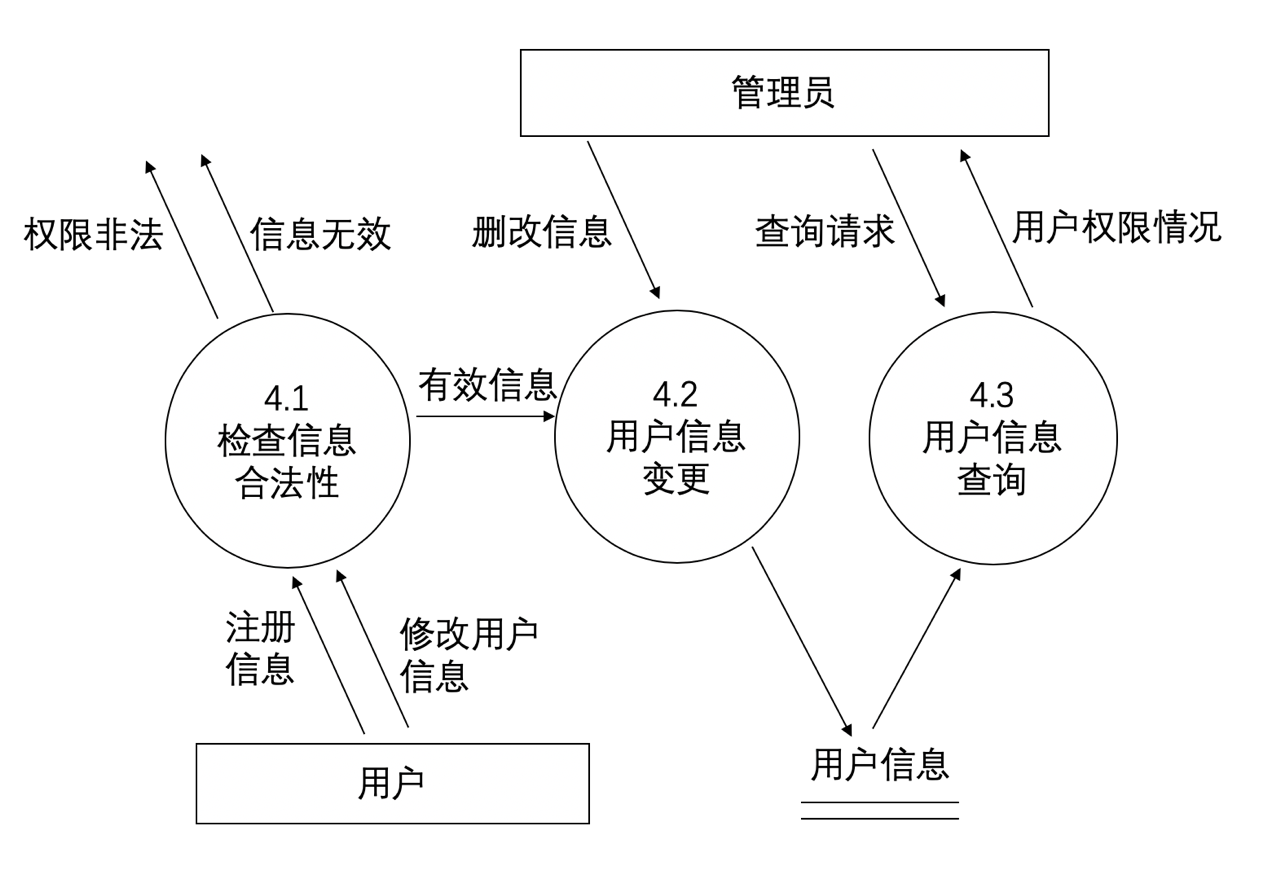 管理员
权限非法
信息无效
删改信息
查询请求
用户权限情况
有效信息
4.1
检查信息
合法性
4.2
用户信息
变更
4.3
用户信息
查询
注册
信息
修改用户
信息
用户
用户信息